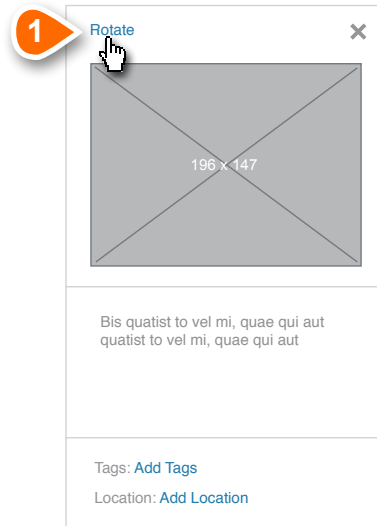 1
Rotate
196 x 147
Bis quatist to vel mi, quae qui aut
quatist to vel mi, quae qui aut
Tags: Add Tags
Location: Add Location